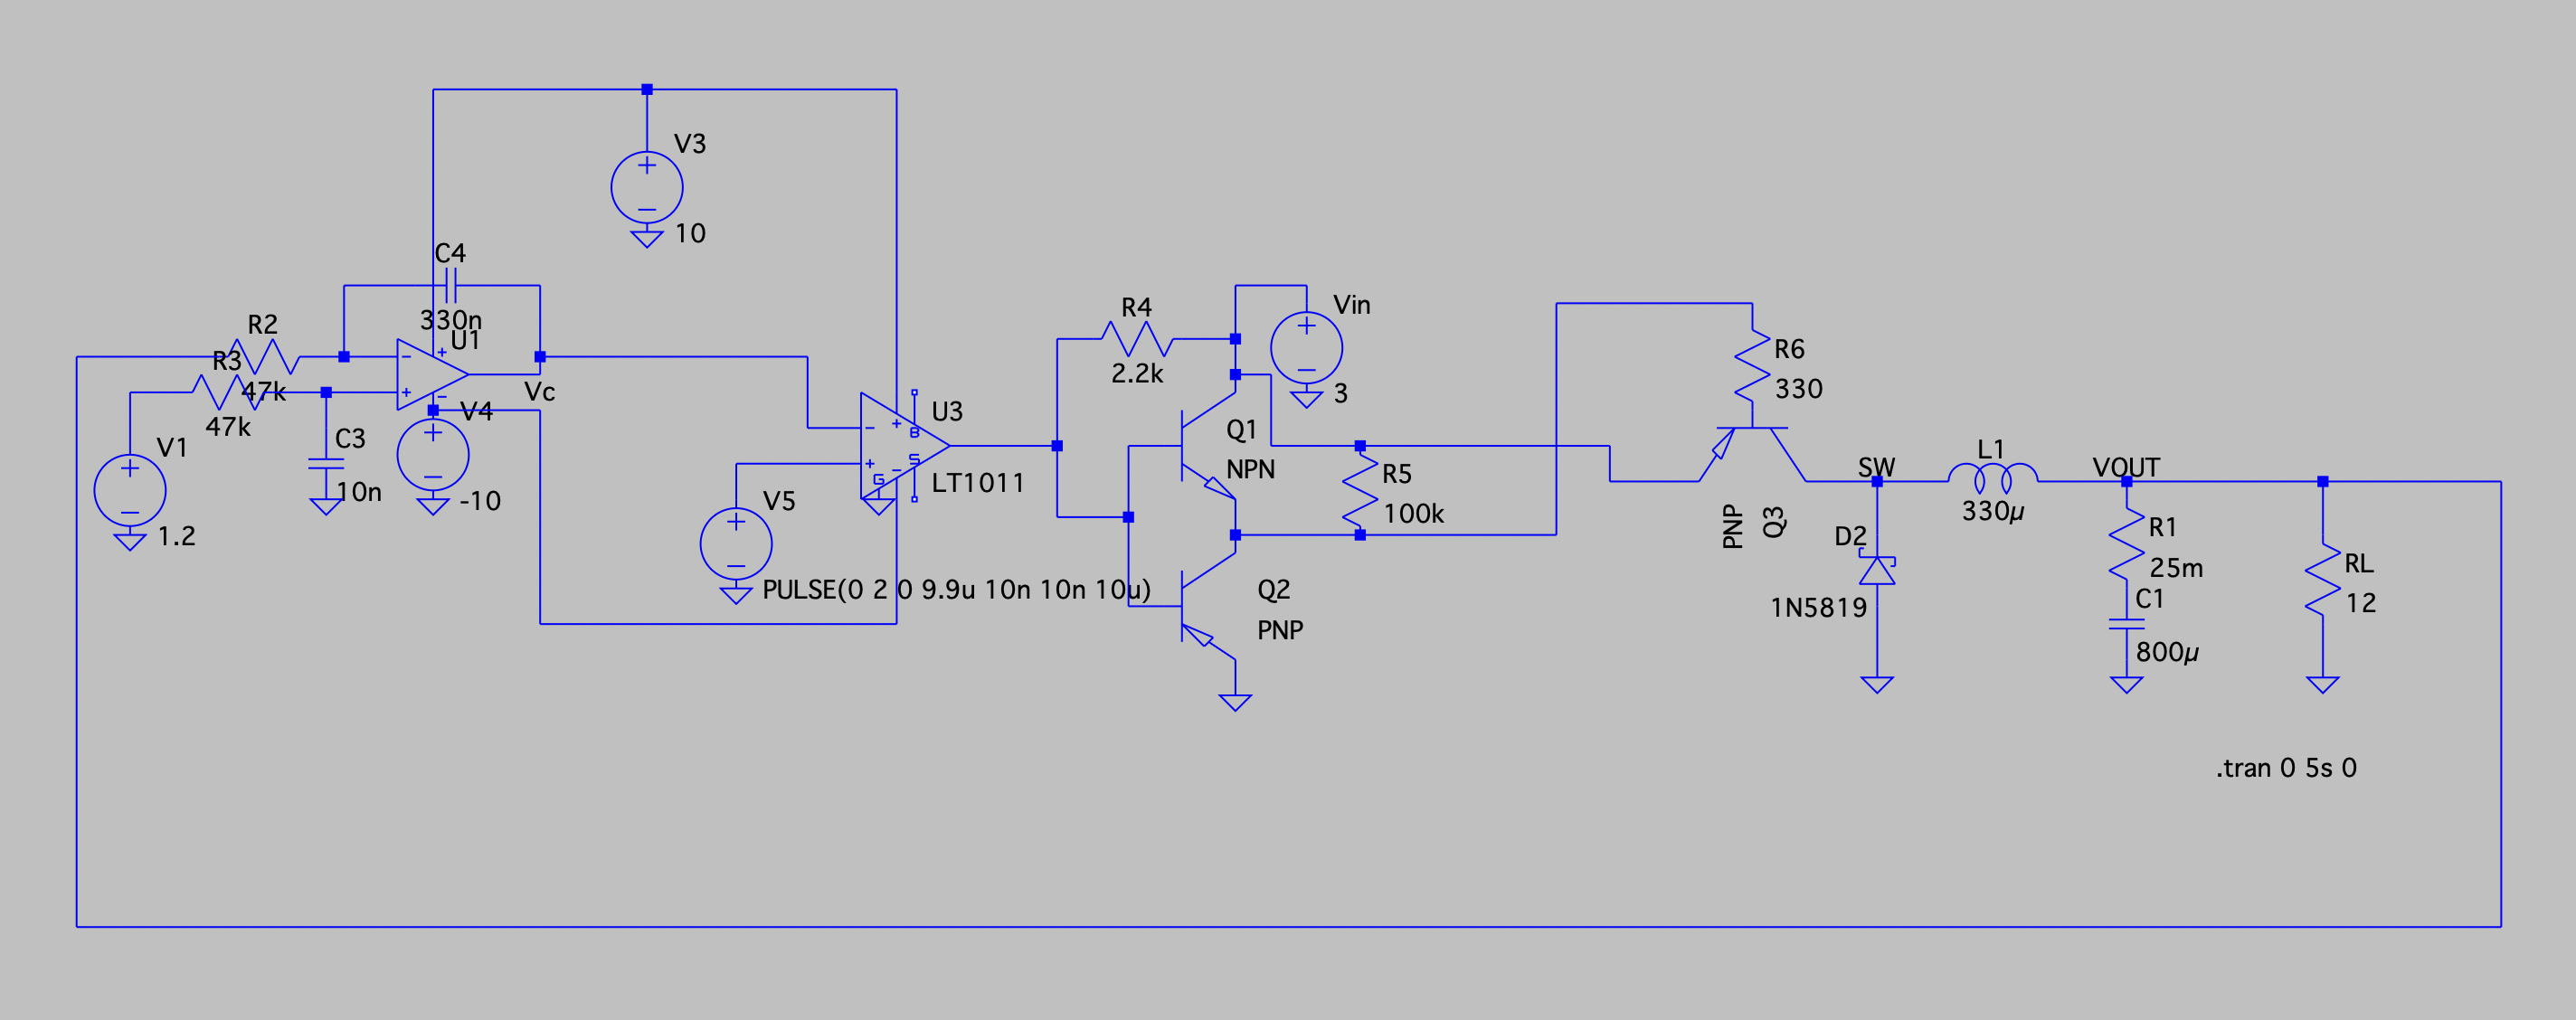 V3
10
C4
330n
U1
R2
47k
R3
47k
Vc
V1
1.2
C3
10n
V4
-10
U3
LT1011
B
S
G
V5
PULSE(0 2 0 9.9u 10n 10n 10u)
R4
2.2k
Vin
3
Q1
NPN
Q2
PNP
R5
100k
R6
330
PNP
Q3
SW
D2
1N5819
L1
330µ
VOUT
R1
25m
C1
800µ
RL
12
.tran 0 5s 0